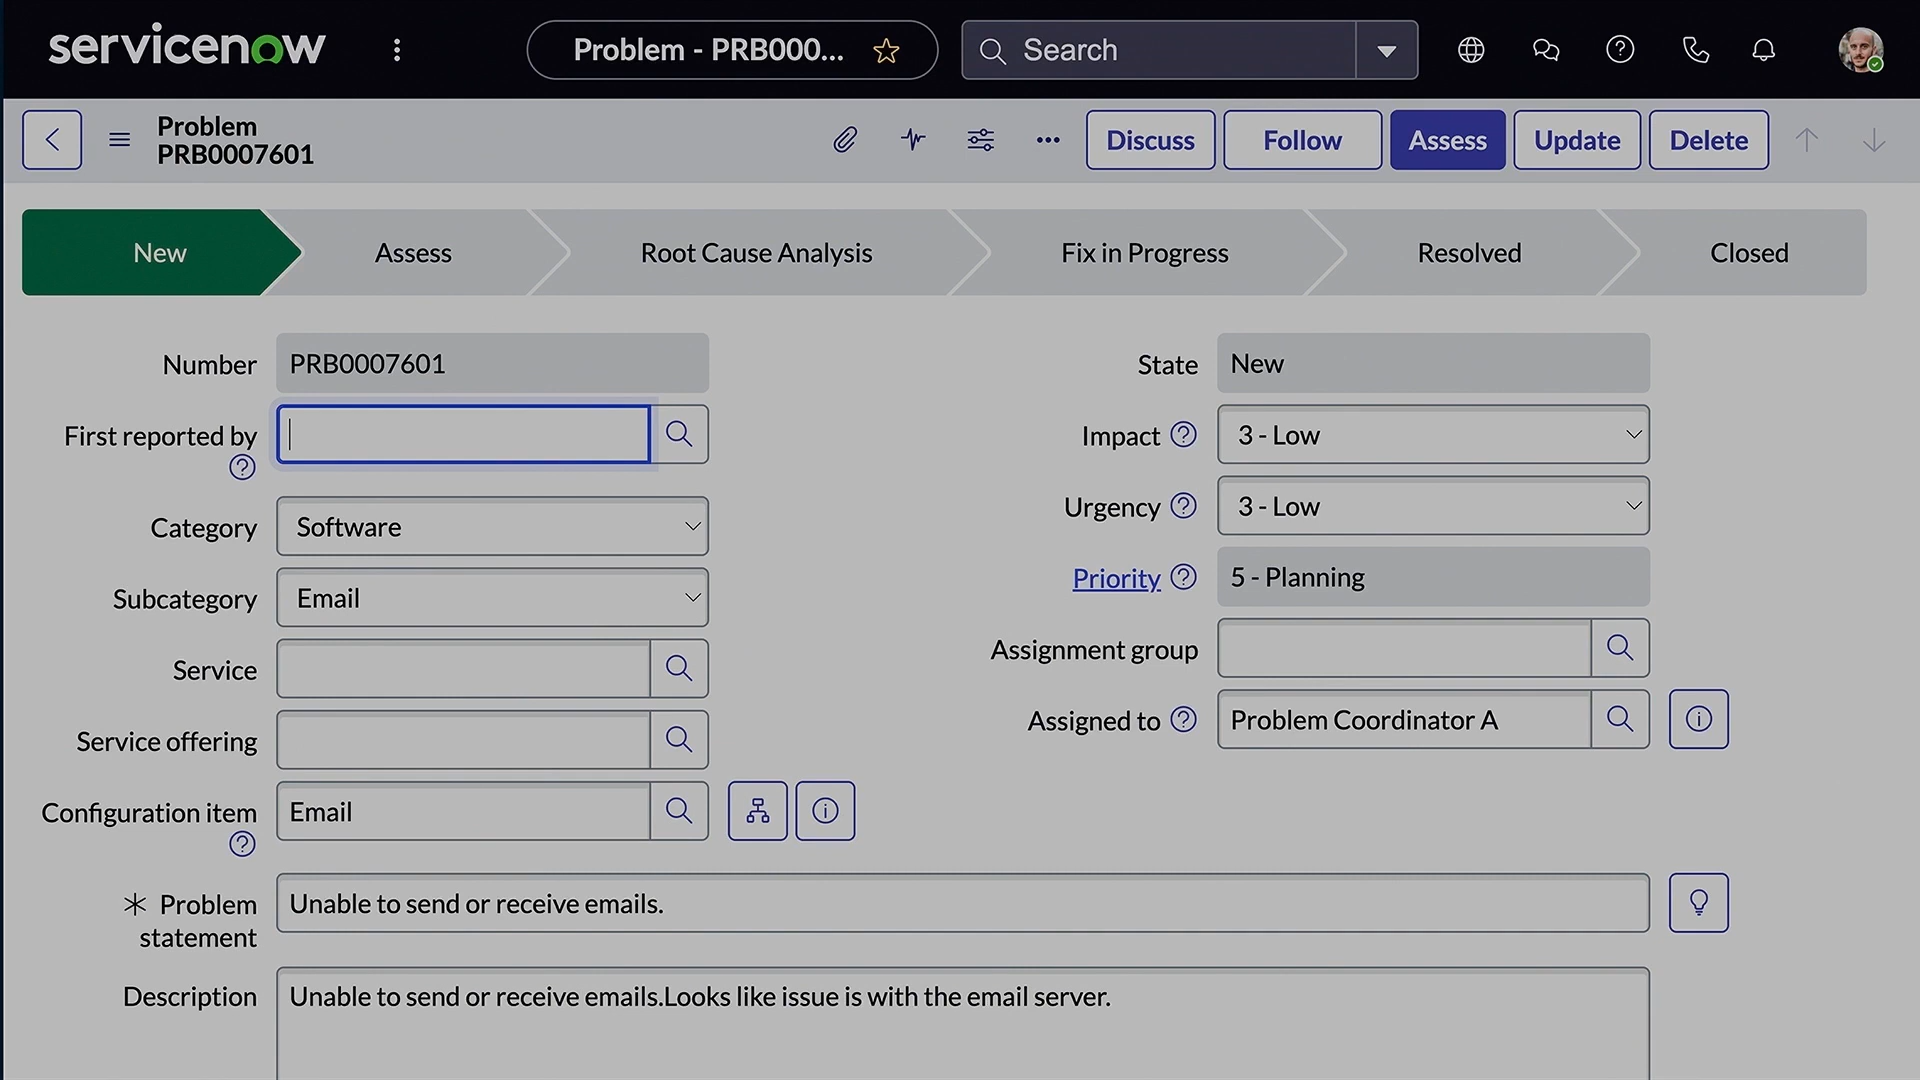 servicenow
Problem - PRB000...
Search
Problem
PRB0007601
Discuss
Follow
Assess
Update
Delete
New
Assess
Root Cause Analysis
Fix in Progress
Resolved
Closed
Number
PRB0007601
State
New
First reported by
Impact
3 - Low
Category
Software
Urgency
3 - Low
Subcategory
Email
Priority
5 - Planning
Service
Assignment group
Service offering
Assigned to
Problem Coordinator A
Configuration item
Email
Problem
statement
Unable to send or receive emails.
Description
Unable to send or receive emails.Looks like issue is with the email server.